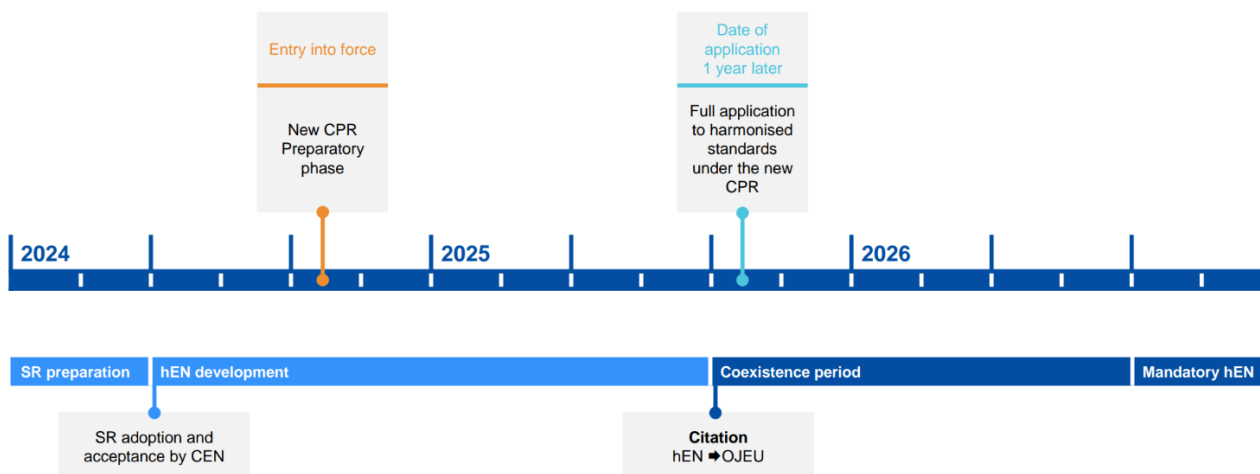 Entry into force
New CPR
Preparatory
phase
Date of
application
1 year later
Full application
to harmonised
standards
under the new
CPR
2024
2025
2026
SR preparation
hEN development
Coexistence period
Mandatory hEN
SR adoption and
acceptance by CEN
Citation
hEN ➡OJEU